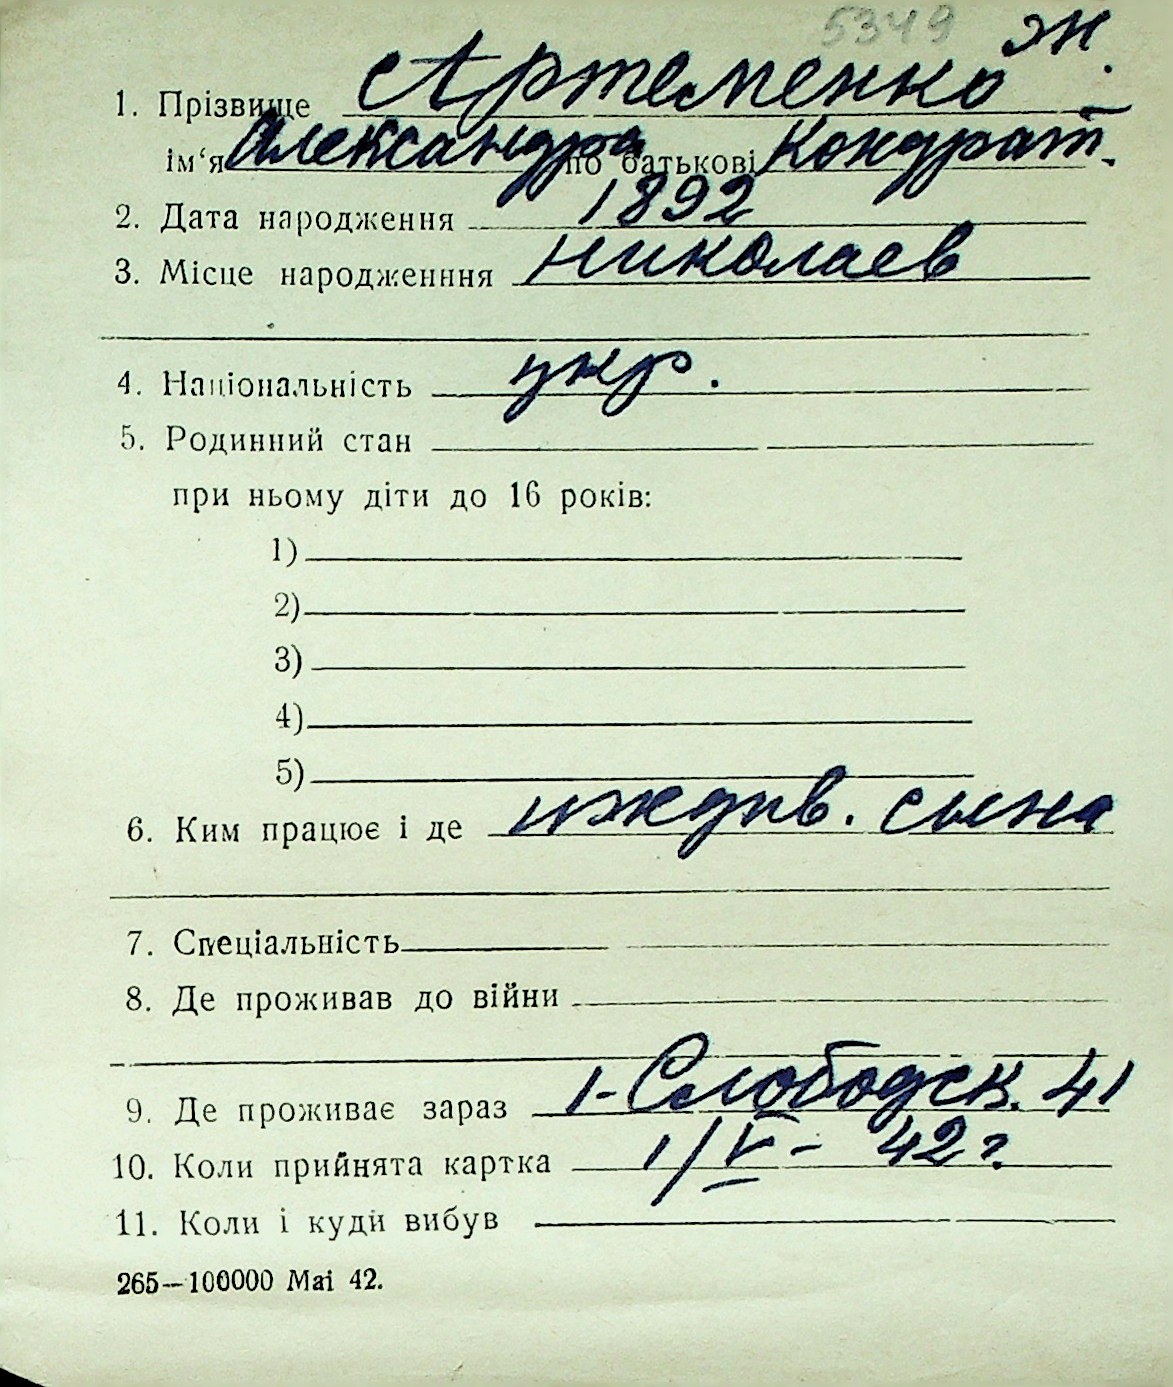 5349 ж.
1. Прізвище Артеменко
ім‘я Александра по батькові Кондрат.
2. Дата народження 1892
3. Місце народженння Николаев
4. Національність укр.
5. Родинний стан
при ньому діти до 16 років:
1)
2)
3)
4)
5)
6. Ким працює і де иждив. сына
7. Спеціальність
8. Де проживав до війни
9. Де проживає зараз 1-Слободск. 41
10. Коли прийнята картка 1/V - 42 г.
11. Коли і куди вибув
265—100000 Mai 42.